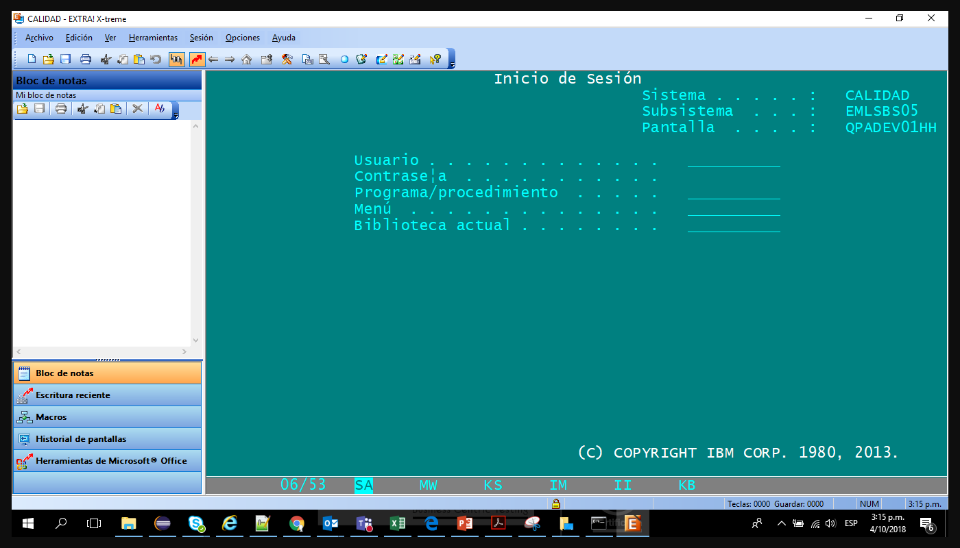 CALIDAD - EXTRA! X-treme
Archivo Edición Ver Herramientas Sesión Opciones Ayuda
Bloc de notas
Mi bloc de notas
Inicio de Sesión
Sistema . . . . . : CALIDAD
Subsistema . . . : EMLSBS05
Pantalla . . . . : QPADEV01HH
Usuario . . . . . . . . . . . . .
Contrase¦a . . . . . . . . . . .
Programa/procedimiento . . . . .
Menú . . . . . . . . . . . . . .
Biblioteca actual . . . . . . . .
Bloc de notas
Escritura reciente
Macros
Historial de pantallas
Herramientas de Microsoft® Office
(C) COPYRIGHT IBM CORP. 1980, 2013.
06/53 SA MW KS IM II KB
Teclas: 0000 Guardar: 0000 NUM 3:15 p.m.
ESP
3:15 p.m.
4/10/2018
6